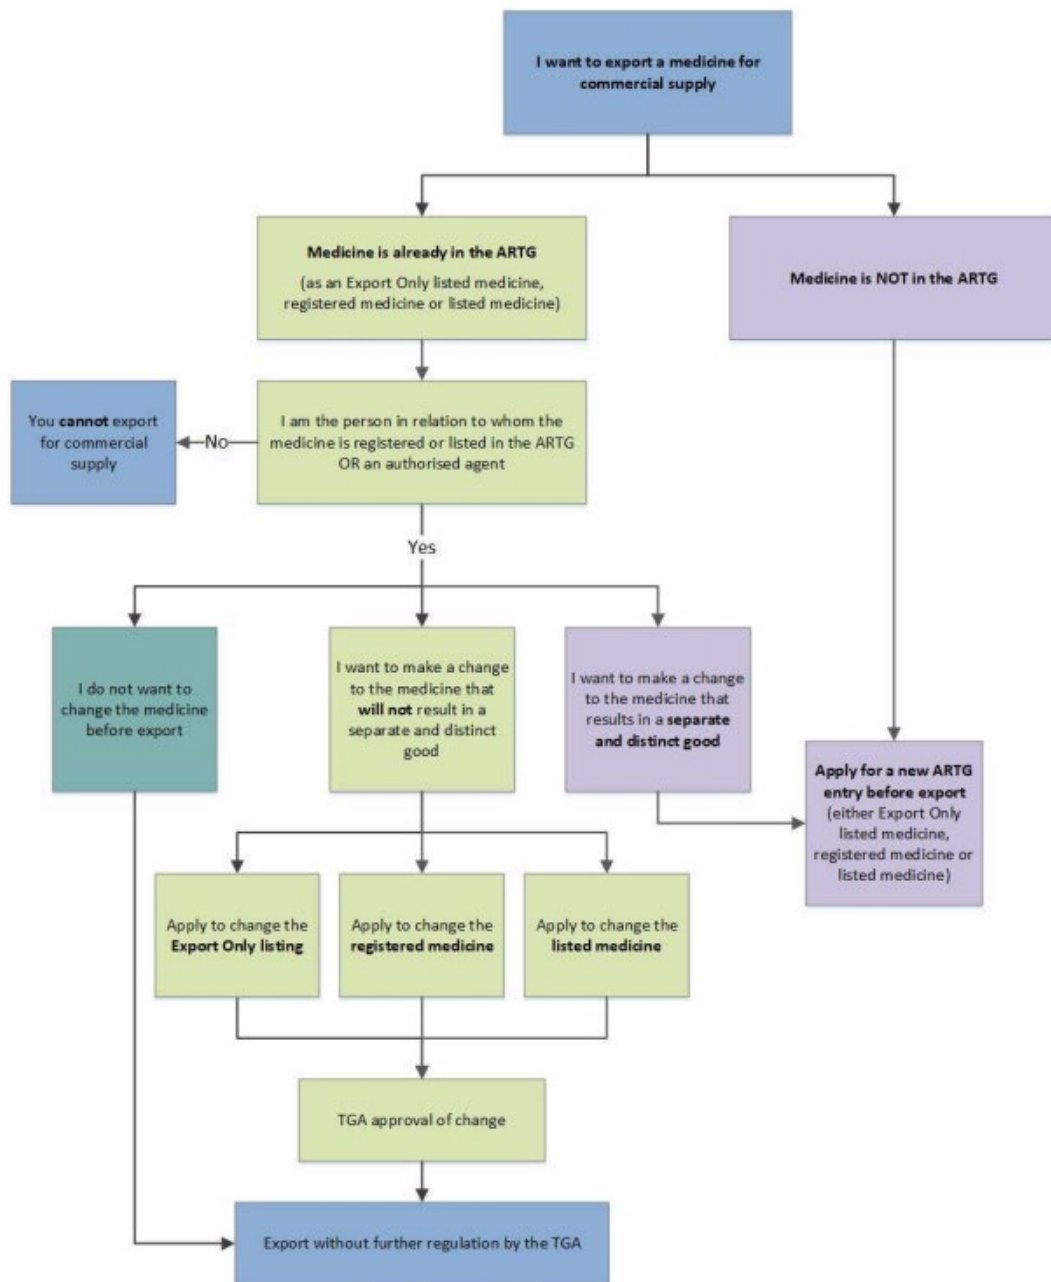 I want to export a medicine for
commercial supply
Medicine is already in the ARTG
(as an Export Only listed medicine,
registered medicine or listed medicine)
Medicine is NOT in the ARTG
You cannot export
for commercial
supply
No
I am the person in relation to whom the
medicine is registered or listed in the ARTG
OR an authorised agent
Yes
I do not want to
change the medicine
before export
I want to make a change
to the medicine that
will not result in a
separate and distinct
good
I want to make a change
to the medicine that
results in a separate
and distinct good
Apply for a new ARTG
entry before export
(either Export Only
listed medicine,
registered medicine or
listed medicine)
Apply to change the
Export Only listing
Apply to change the
registered medicine
Apply to change the
listed medicine
TGA approval of change
Export without further regulation by the TGA